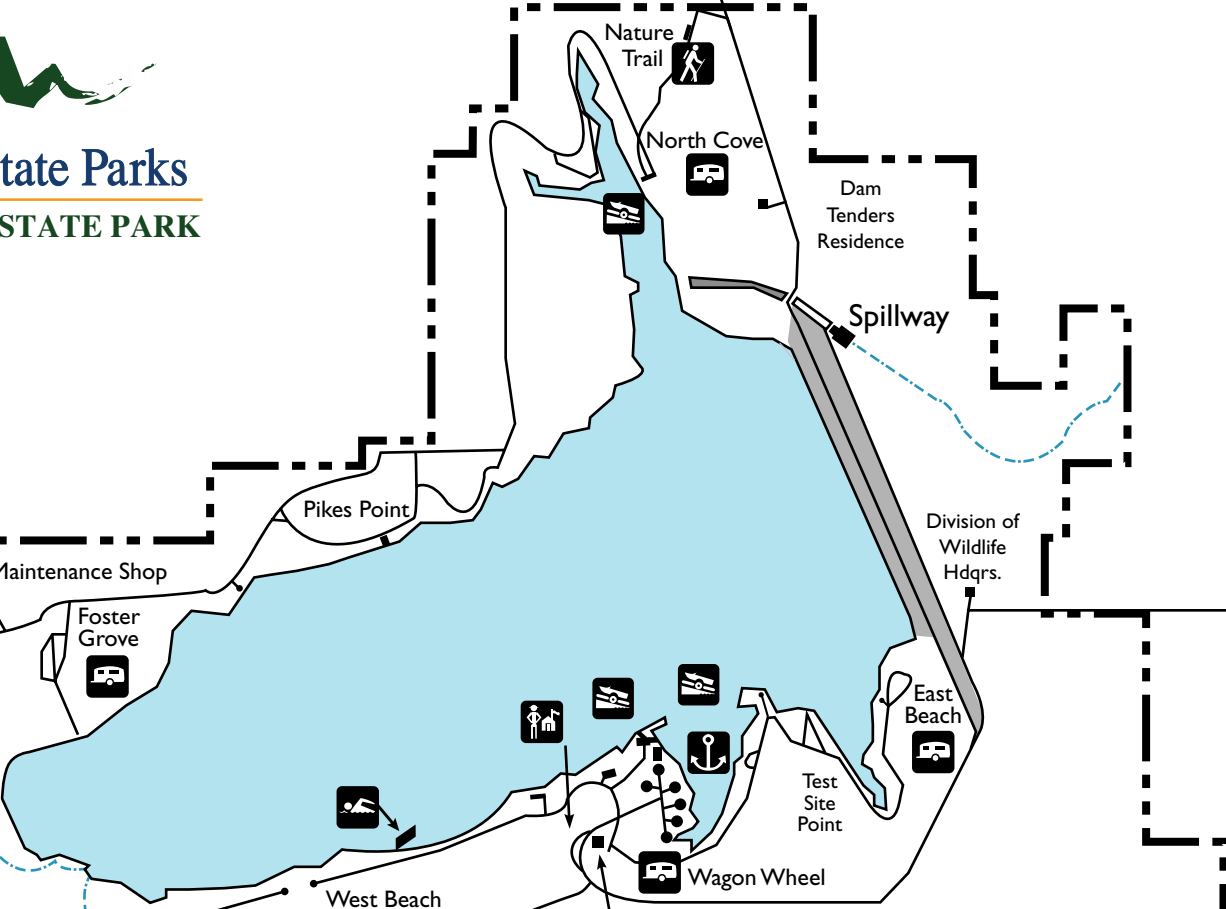 tate Parks
STATE PARK
Nature
Trail
North Cove
Dam
Tenders
Residence
Spillway
Pikes Point
Division of
Wildlife
Hdqrs.
Maintenance Shop
Foster
Grove
East
Beach
Test
Site
Point
Wagon Wheel
West Beach